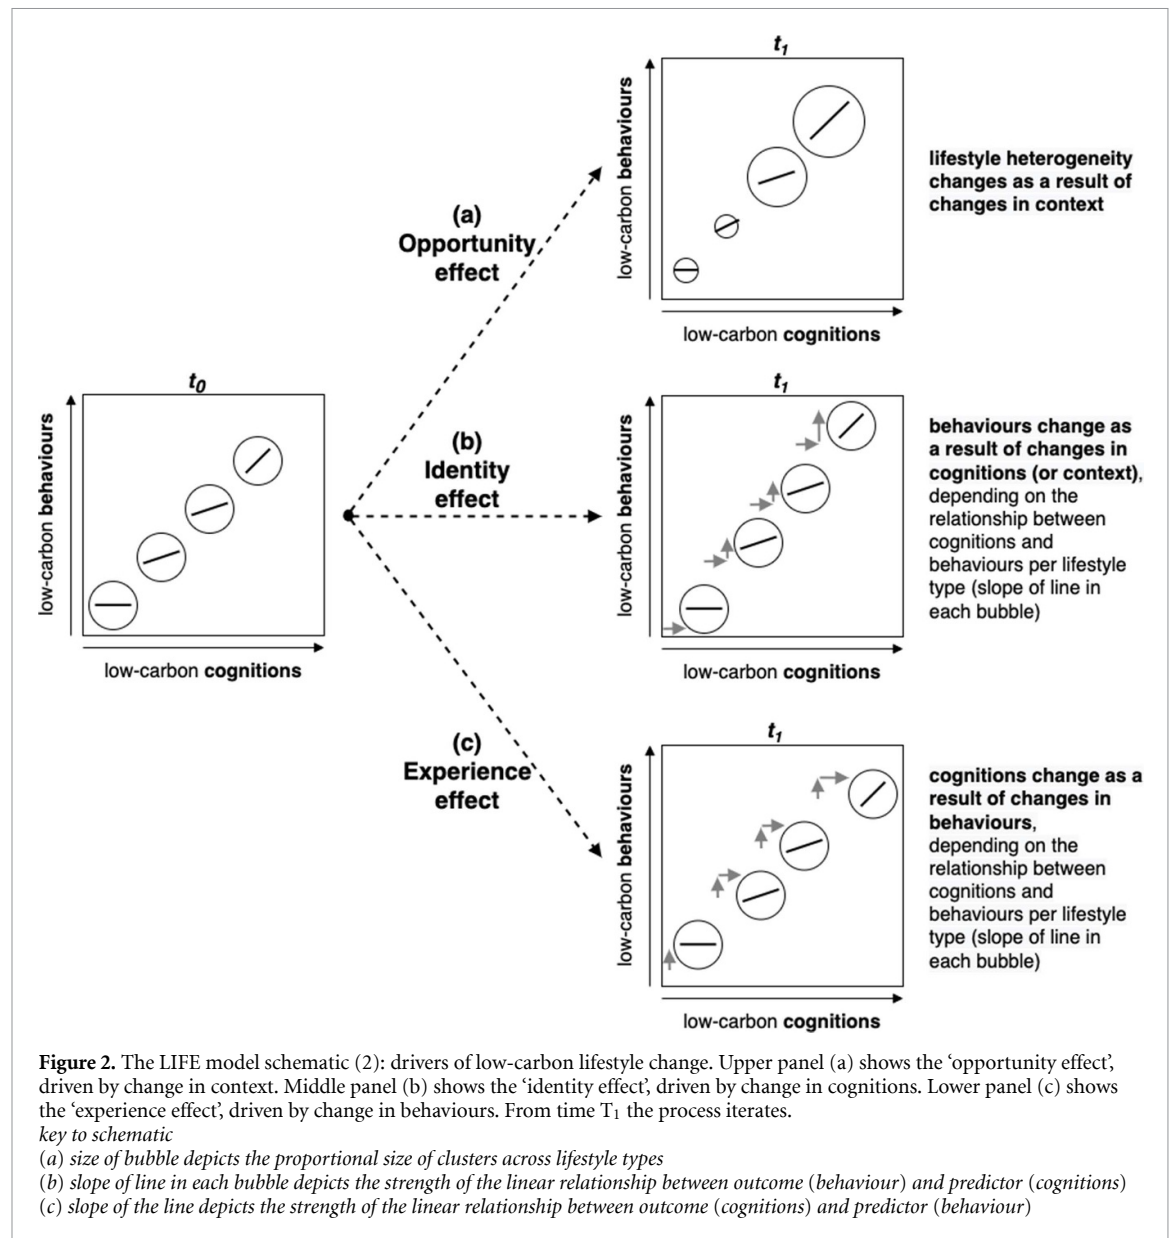 t1
low-carbon behaviours
low-carbon cognitions
lifestyle heterogeneity
changes as a result of
changes in context
(a)
Opportunity
effect
t0
low-carbon behaviours
low-carbon cognitions
(b)
Identity
effect
t1
low-carbon behaviours
low-carbon cognitions
behaviours change as
a result of changes in
cognitions (or context),
depending on the
relationship between
cognitions and
behaviours per lifestyle
type (slope of line in
each bubble)
(c)
Experience
effect
t1
low-carbon behaviours
low-carbon cognitions
cognitions change as a
result of changes in
behaviours,
depending on the
relationship between
cognitions and
behaviours per lifestyle
type (slope of line in
each bubble)
Figure 2. The LIFE model schematic (2): drivers of low-carbon lifestyle change. Upper panel (a) shows the ‘opportunity effect’,
driven by change in context. Middle panel (b) shows the ‘identity effect’, driven by change in cognitions. Lower panel (c) shows
the ‘experience effect’, driven by change in behaviours. From time T1 the process iterates.
key to schematic
(a) size of bubble depicts the proportional size of clusters across lifestyle types
(b) slope of line in each bubble depicts the strength of the linear relationship between outcome (behaviour) and predictor (cognitions)
(c) slope of the line depicts the strength of the linear relationship between outcome (cognitions) and predictor (behaviour)